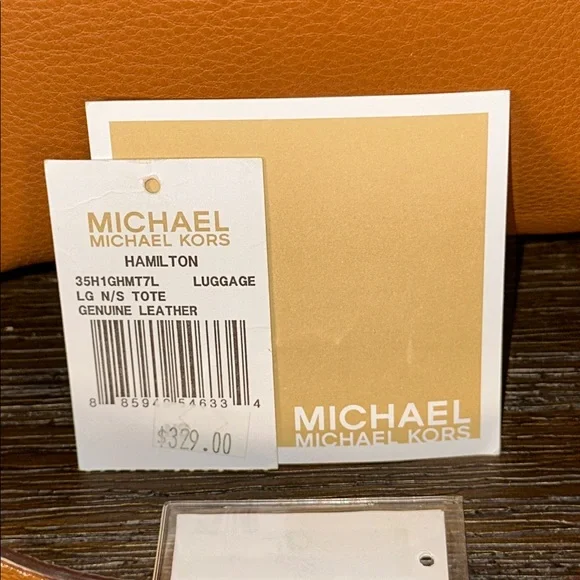 MICHAEL
MICHAEL KORS
HAMILTON
35H1GHMT7L LUGGAGE
LG N/S TOTE
GENUINE LEATHER
$329.00
MICHAEL
MICHAEL KORS